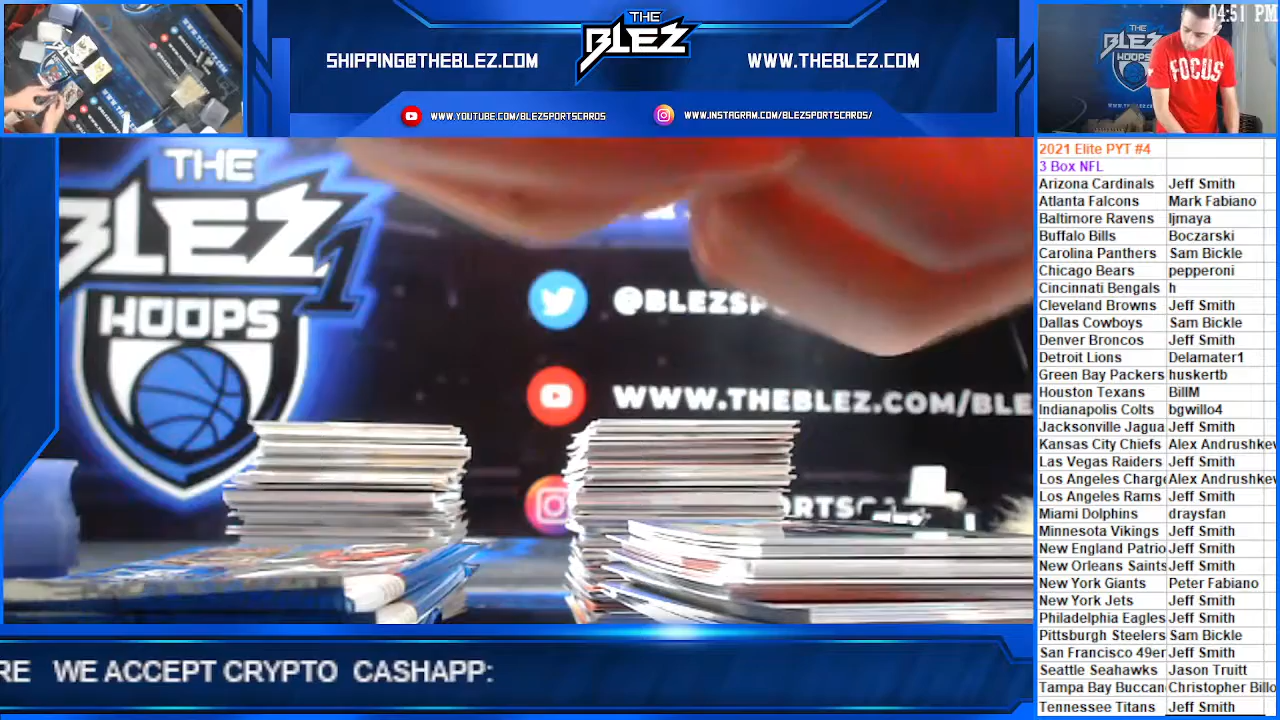 04:51 PM
THE
BLEZ
SHIPPING@THEBLEZ.COM
WWW.THEBLEZ.COM
WWW.YOUTUBE.COM/BLEZSPORTSCARDS
WWW.INSTAGRAM.COM/BLEZSPORTSCARDS/
THE
BLEZ
FOCUS
THE
BLEZ
1
HOOPS
@BLEZSP
WWW.THEBLEZ.COM/BLE
2021 Elite PYT #4
3 Box NFL
Arizona Cardinals Jeff Smith
Atlanta Falcons Mark Fabiano
Baltimore Ravens ljmaya
Buffalo Bills Boczarski
Carolina Panthers Sam Bickle
Chicago Bears pepperoni
Cincinnati Bengals h
Cleveland Browns Jeff Smith
Dallas Cowboys Sam Bickle
Denver Broncos Jeff Smith
Detroit Lions Delamater1
Green Bay Packers huskertb
Houston Texans BillM
Indianapolis Colts bgwillo4
Jacksonville Jagua Jeff Smith
Kansas City Chiefs Alex Andrushkev
Las Vegas Raiders Jeff Smith
Los Angeles Charge Alex Andrushkev
Los Angeles Rams Jeff Smith
Miami Dolphins draysfan
Minnesota Vikings Jeff Smith
New England Patrio Jeff Smith
New Orleans Saints Jeff Smith
New York Giants Peter Fabiano
New York Jets Jeff Smith
Philadelphia Eagles Jeff Smith
Pittsburgh Steelers Sam Bickle
San Francisco 49er Jeff Smith
Seattle Seahawks Jason Truitt
Tampa Bay Buccan Christopher Billo
Tennessee Titans Jeff Smith
RE WE ACCEPT CRYPTO CASHAPP: